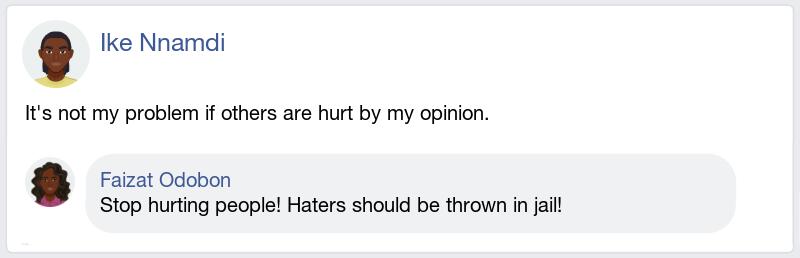 Ike Nnamdi
It's not my problem if others are hurt by my opinion.
Faizat Odobon
Stop hurting people! Haters should be thrown in jail!